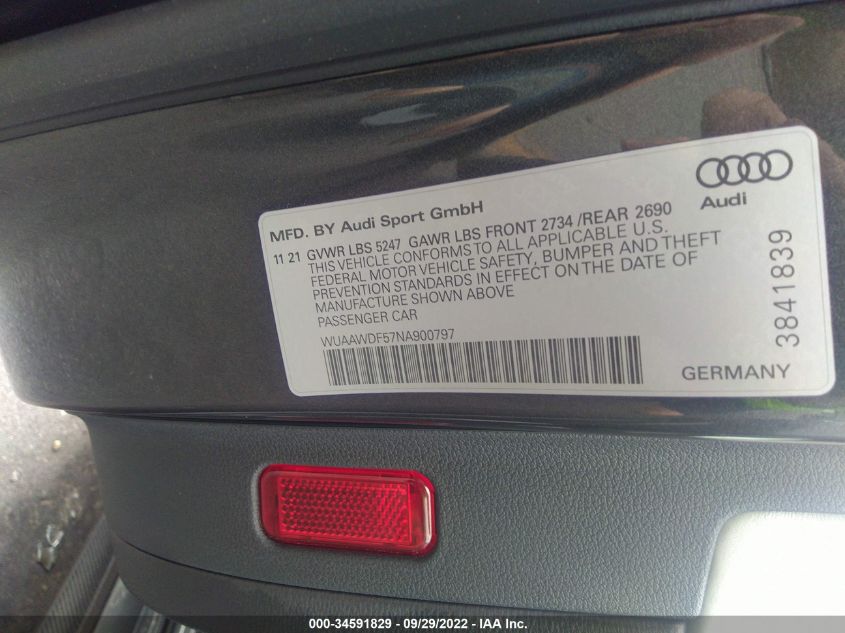 Audi
MFD. BY Audi Sport GmbH
11 21 GVWR LBS 5247 GAWR LBS FRONT 2734 /REAR 2690
THIS VEHICLE CONFORMS TO ALL APPLICABLE U.S.
FEDERAL MOTOR VEHICLE SAFETY, BUMPER AND THEFT
PREVENTION STANDARDS IN EFFECT ON THE DATE OF
MANUFACTURE SHOWN ABOVE
PASSENGER CAR
WUAAWDF57NA900797
GERMANY
3841839
000-34591829 - 09/29/2022 - IAA Inc.